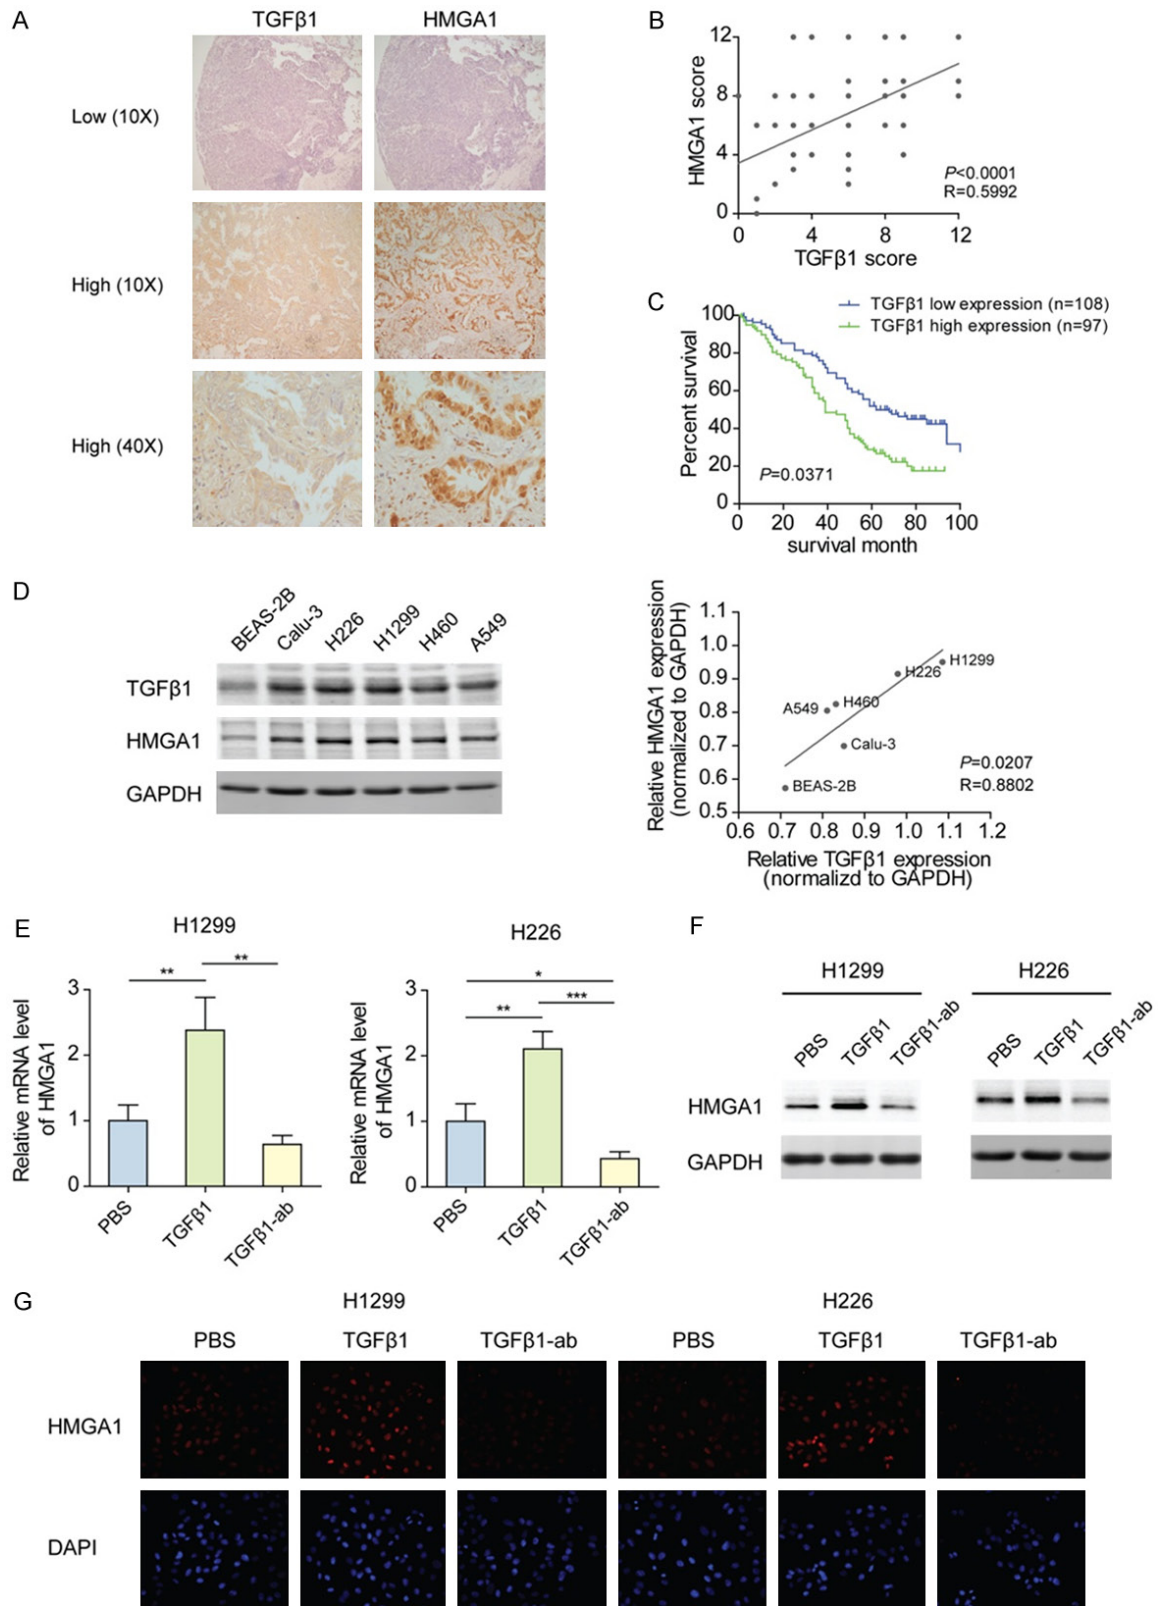 A
TGFβ1
HMGA1
Low (10X)
High (10X)
High (40X)
B
HMGA1 score
12
8
4
0
P<0.0001
R=0.5992
0 4 8 12
TGFβ1 score
C
TGFβ1 low expression (n=108)
TGFβ1 high expression (n=97)
Percent survival
100
80
60
40
20
0
P=0.0371
0 20 40 60 80 100
survival month
D
BEAS-2B
Calu-3
H226
H1299
H460
A549
TGFβ1
HMGA1
GAPDH
Relative HMGA1 expression
(normalized to GAPDH)
1.1
1.0
0.9
0.8
0.7
0.6
0.5
H1299
H226
A549
H460
Calu-3
BEAS-2B
P=0.0207
R=0.8802
0.6 0.7 0.8 0.9 1.0 1.1 1.2
Relative TGFβ1 expression
(normalizd to GAPDH)
E
H1299
Relative mRNA level
of HMGA1
3
2
1
0
**
**
PBS
TGFβ1
TGFβ1-ab
H226
Relative mRNA level
of HMGA1
3
2
1
0
*
**
***
PBS
TGFβ1
TGFβ1-ab
F
H1299
H226
PBS
TGFβ1
TGFβ1-ab
PBS
TGFβ1
TGFβ1-ab
HMGA1
GAPDH
G
H1299
H226
PBS
TGFβ1
TGFβ1-ab
PBS
TGFβ1
TGFβ1-ab
HMGA1
DAPI